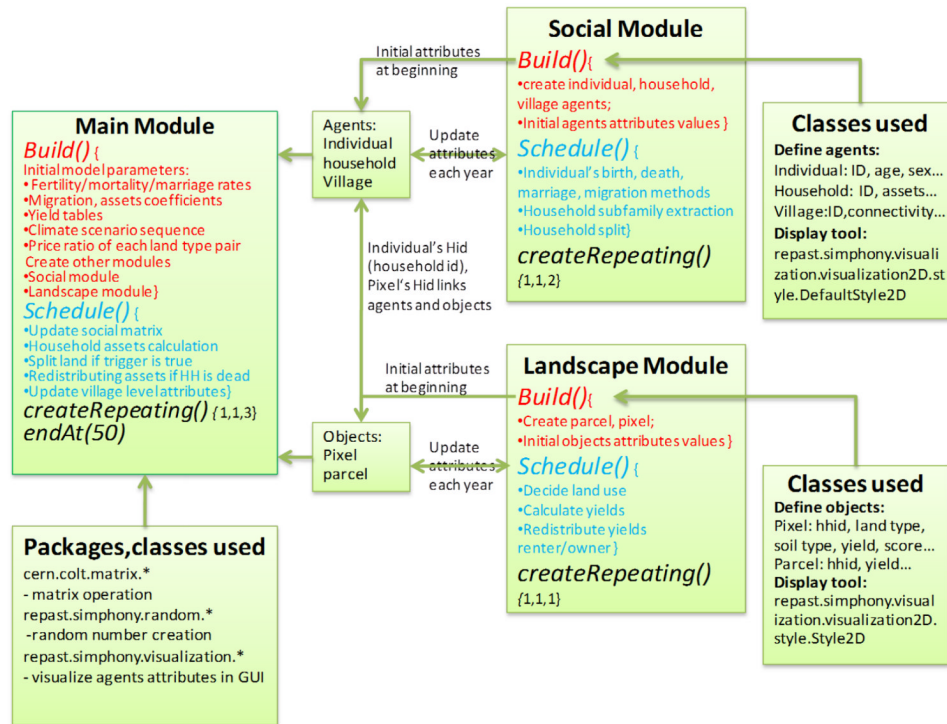 Main Module
Build() {
Initial model parameters:
• Fertility/mortality/marriage rates
•Migration, assets coefficients
•Yield tables
•Climate scenario sequence
•Price ratio of each land type pair
Create other modules
•Social module
•Landscape module}
Schedule() {
•Update social matrix
•Household assets calculation
•Split land if trigger is true
•Redistributing assets if HH is dead
•Update village level attributes}
createRepeating() {1,1,3}
endAt(50)
Packages,classes used
cern.colt.matrix.*
- matrix operation
repast.simphony.random.*
-random number creation
repast.simphony.visualization.*
- visualize agents attributes in GUI
Initial attributes
at beginning
Agents:
Individual
household
Village
Update
attributes
each year
Individual's Hid
(household id),
Pixel's Hid links
agents and objects
Initial attributes
at beginning
Objects:
Pixel
parcel
Update
attributes
each year
Social Module
Build(){
•create individual, household,
village agents;
•Initial agents attributes values }
Schedule() {
•Individual's birth, death,
marriage, migration methods
•Household subfamily extraction
•Household split}
createRepeating()
{1,1,2}
Landscape Module
Build(){
•Create parcel, pixel;
•Initial objects attributes values }
Schedule() {
•Decide land use
•Calculate yields
•Redistribute yields
renter/owner }
createRepeating()
{1,1,1}
Classes used
Define agents:
Individual: ID, age, sex...
Household: ID, assets...
Village:ID,connectivity...
Display tool:
repast.simphony.visuali
zation.visualization2D.st
yle.DefaultStyle2D
Classes used
Define objects:
Pixel: hhid, land type,
soil type, yield, score...
Parcel: hhid, yield...
Display tool:
repast.simphony.visual
ization.visualization2D.
style.Style2D